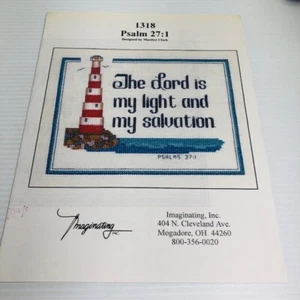 1318
Psalm 27:1
Designed by Marilyn Clark
The Lord is
my light and
my salvation
PSALMS 27:1
Imaginating
INC.
Imaginating, Inc.
404 N. Cleveland Ave.
Mogadore, OH 44260
800-356-0020